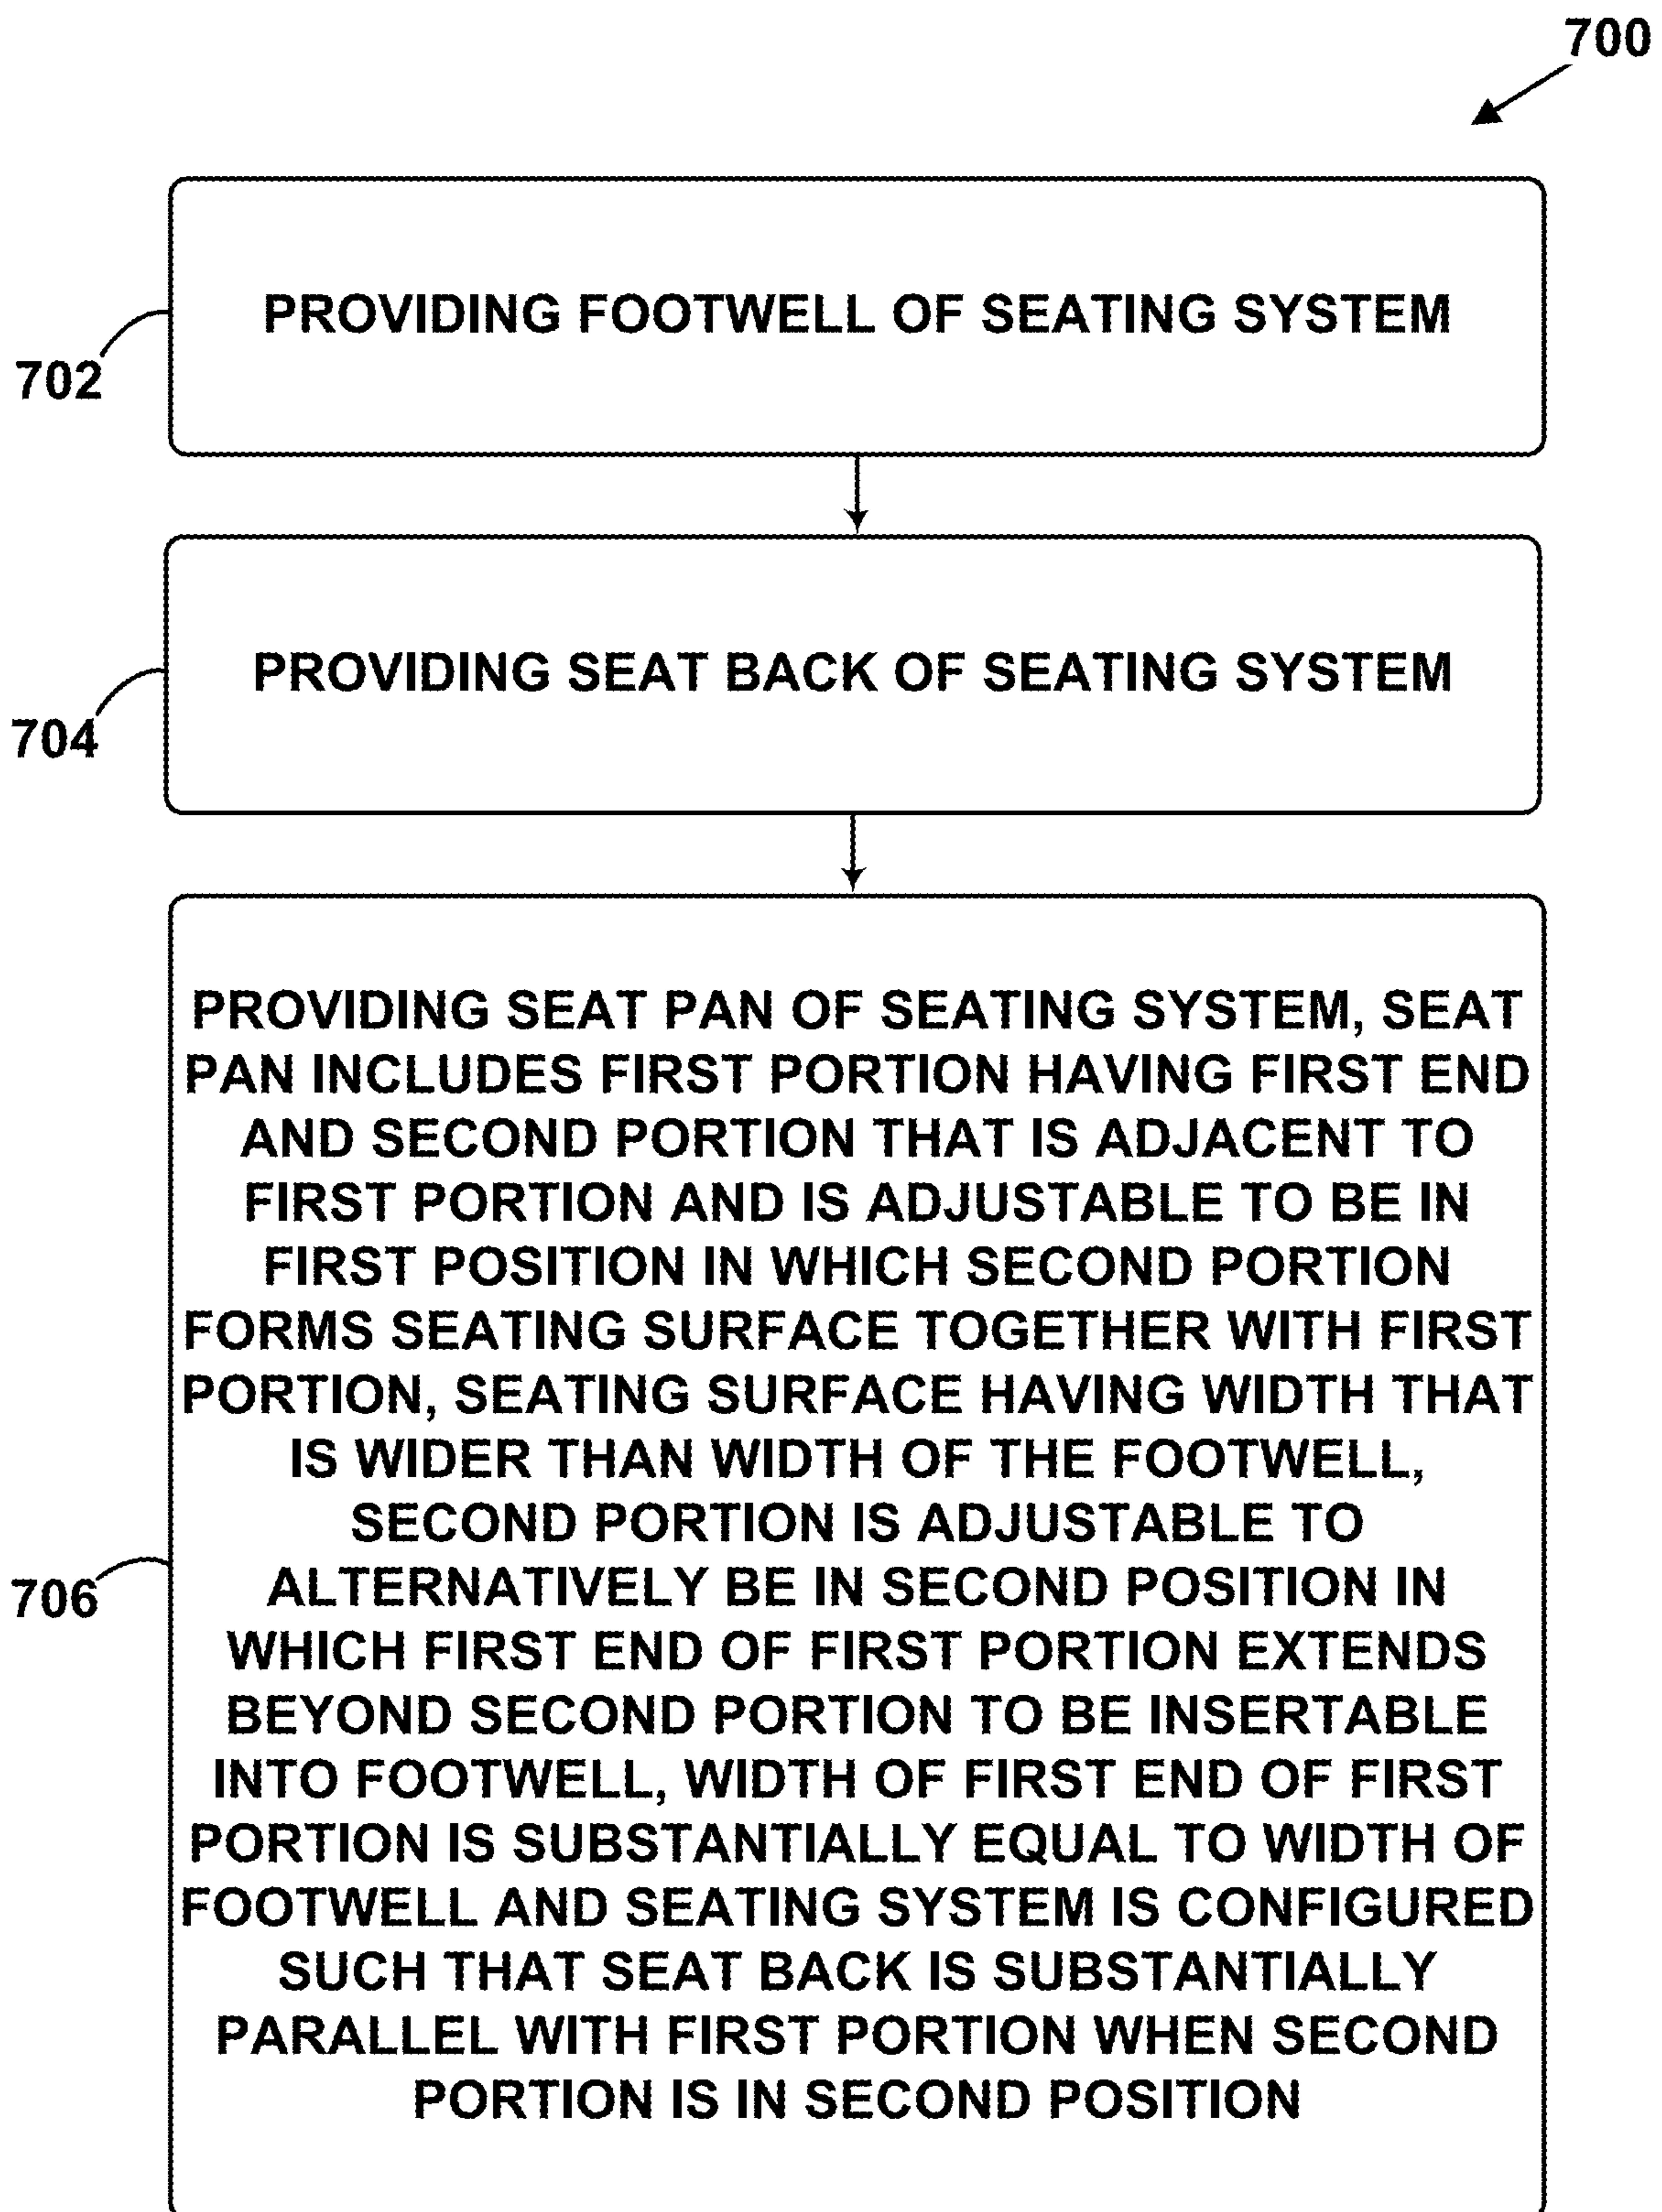 700
PROVIDING FOOTWELL OF SEATING SYSTEM
702
PROVIDING SEAT BACK OF SEATING SYSTEM
704
PROVIDING SEAT PAN OF SEATING SYSTEM, SEAT
PAN INCLUDES FIRST PORTION HAVING FIRST END
AND SECOND PORTION THAT IS ADJACENT TO
FIRST PORTION AND IS ADJUSTABLE TO BE IN
FIRST POSITION IN WHICH SECOND PORTION
FORMS SEATING SURFACE TOGETHER WITH FIRST
PORTION, SEATING SURFACE HAVING WIDTH THAT
IS WIDER THAN WIDTH OF THE FOOTWELL,
SECOND PORTION IS ADJUSTABLE TO
ALTERNATIVELY BE IN SECOND POSITION IN
WHICH FIRST END OF FIRST PORTION EXTENDS
BEYOND SECOND PORTION TO BE INSERTABLE
INTO FOOTWELL, WIDTH OF FIRST END OF FIRST
PORTION IS SUBSTANTIALLY EQUAL TO WIDTH OF
FOOTWELL AND SEATING SYSTEM IS CONFIGURED
SUCH THAT SEAT BACK IS SUBSTANTIALLY
PARALLEL WITH FIRST PORTION WHEN SECOND
PORTION IS IN SECOND POSITION
706